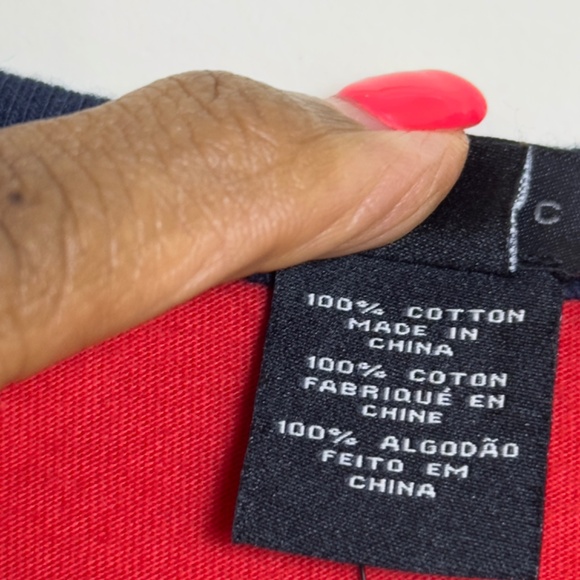 C
100% COTTON
MADE IN
CHINA
100% COTON
FABRIQUÉ EN
CHINE
100% ALGODÃO
FEITO EM
CHINA